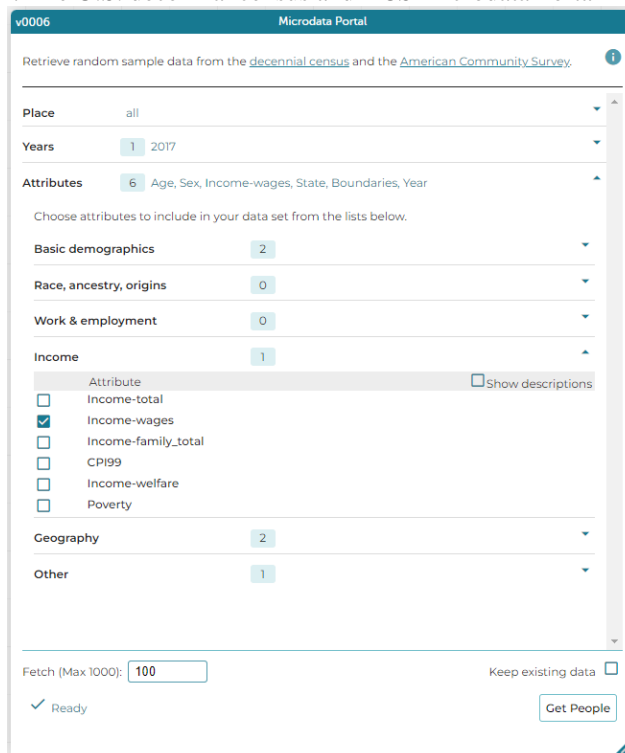 v0006 Microdata Portal
Retrieve random sample data from the decennial census and the American Community Survey.
Place all
Years 1 2017
Attributes 6 Age, Sex, Income-wages, State, Boundaries, Year
Choose attributes to include in your data set from the lists below.
Basic demographics 2
Race, ancestry, origins 0
Work & employment 0
Income 1
Attribute Show descriptions
Income-total
Income-wages
Income-family_total
CPI99
Income-welfare
Poverty
Geography 2
Other 1
Fetch (Max 1000): 100 Keep existing data
Ready Get People